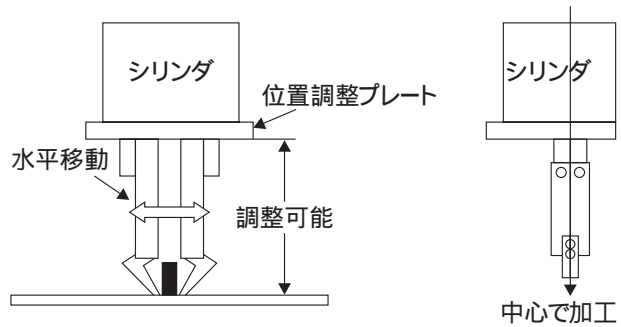 シリンダ
位置調整プレート
水平移動
調整可能
シリンダ
中心で加工